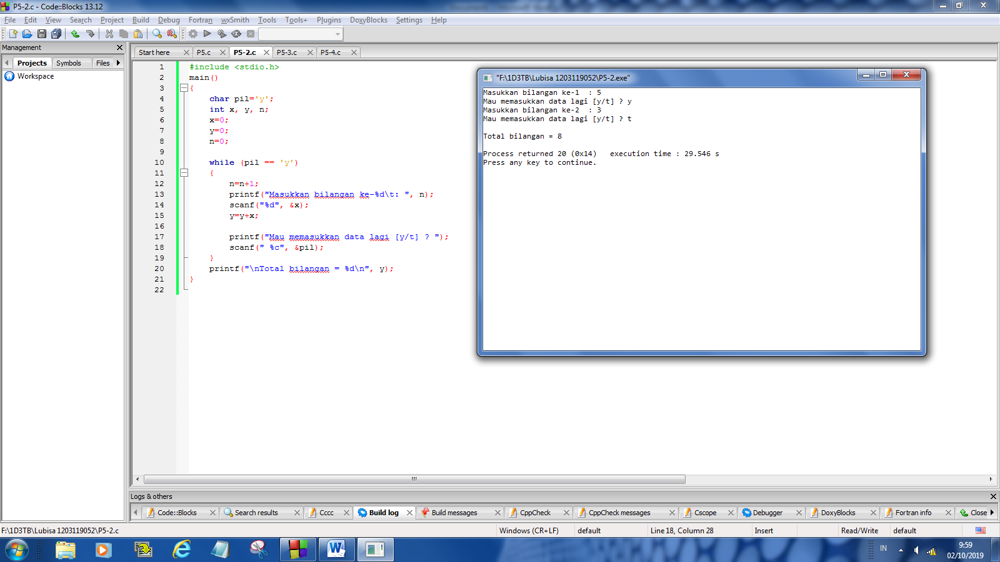 P5-2.c - Code::Blocks 13.12
File Edit View Search Project Build Debug Fortran wxSmith Tools Tools+ Plugins DoxyBlocks Settings Help
Management
Projects Symbols Files
Workspace
Start here P5.c P5-2.c P5-3.c P5-4.c
1 #include <stdio.h>
2 main()
3 {
4 char pil='y';
5 int x, y, n;
6 x=0;
7 y=0;
8 n=0;
9
10 while (pil == 'y')
11 {
12 n=n+1;
13 printf("Masukkan bilangan ke-%d\t: ", n);
14 scanf("%d", &x);
15 y=y+x;
16
17 printf("Mau memasukkan data lagi [y/t] ? ");
18 scanf(" %c", &pil);
19 }
20 printf("\nTotal bilangan = %d\n", y);
21 }
22
"F:\1D3TB\Lubisa 1203119052\P5-2.exe"
Masukkan bilangan ke-1 : 5
Mau memasukkan data lagi [y/t] ? y
Masukkan bilangan ke-2 : 3
Mau memasukkan data lagi [y/t] ? t
Total bilangan = 8
Process returned 20 (0x14) execution time : 29.546 s
Press any key to continue.
Logs & others
Code::Blocks Search results Cccc Build log Build messages CppCheck CppCheck messages Cscope Debugger DoxyBlocks Fortran info Close
F:\1D3TB\Lubisa 1203119052\P5-2.c Windows (CR+LF) default Line 18, Column 28 Insert Read/Write default
IN 9:59
02/10/2019